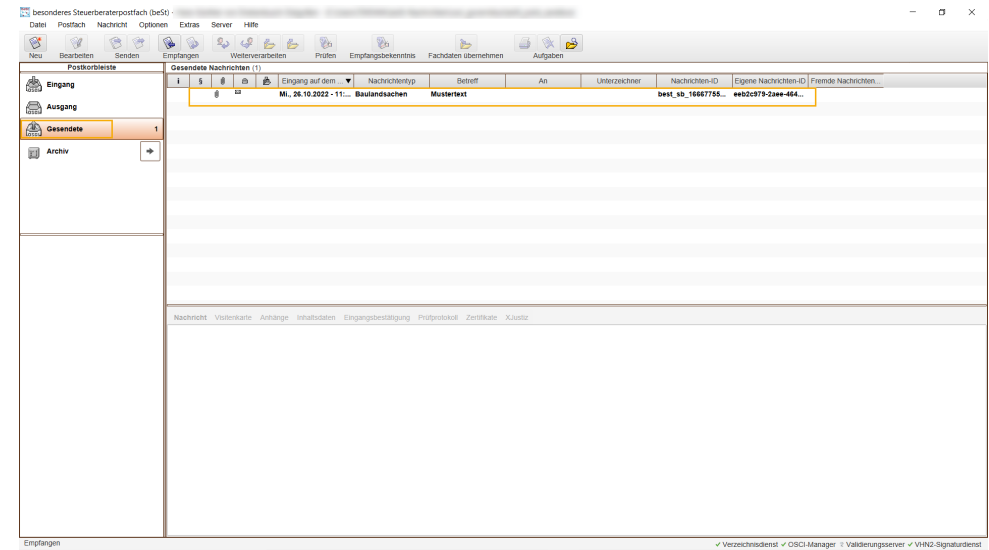 besonderes Steuerberaterpostfach (beSt) -
Datei Postfach Nachricht Optionen Extras Server Hilfe
Neu Bearbeiten Senden Empfangen Weiterverarbeiten Prüfen Empfangsbekenntnis Fachdaten übernehmen Aufgaben
Postkorbleiste
Gesendete Nachrichten (1)
i § Eingang auf dem ... ▼ Nachrichtentyp Betreff An Unterzeichner Nachrichten-ID Eigene Nachrichten-ID Fremde Nachrichten...
Mi., 26.10.2022 - 11:... Baulandsachen Mustertext best_sb_16667755... eeb2c979-2aee-464...
Eingang
Ausgang
Gesendete 1
Archiv
Nachricht Visitenkarte Anhänge Inhaltsdaten Eingangsbestätigung Prüfprotokoll Zertifikate XJustiz
Empfangen
Verzeichnisdienst OSCI-Manager Validierungsserver VHN2-Signaturdienst